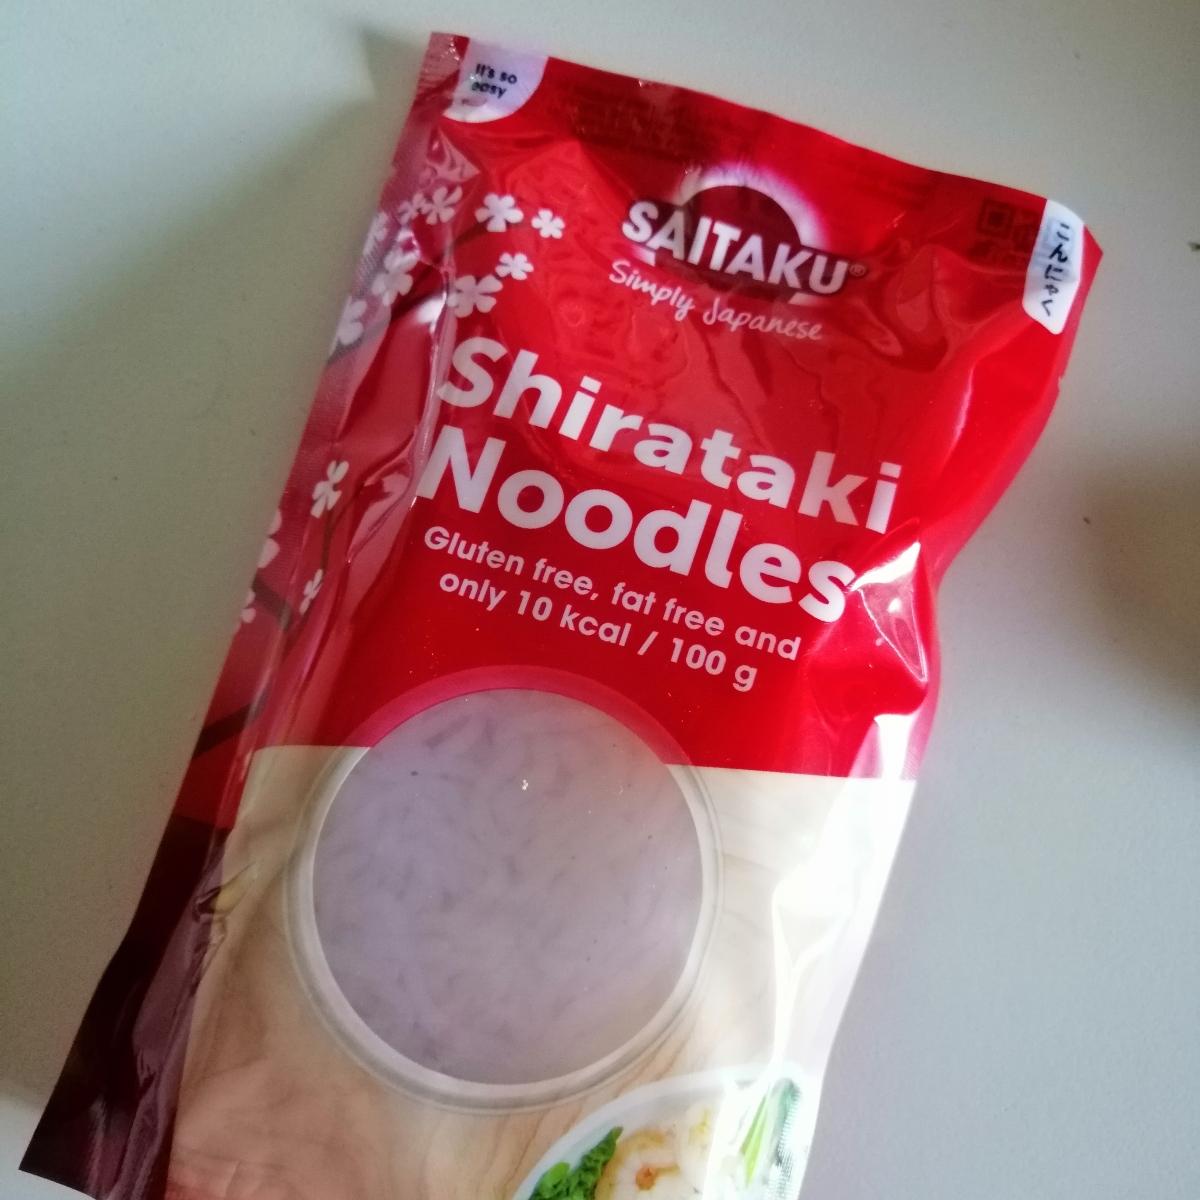 It's so
easy
SAITAKU®
Simply Japanese
こんにゃく
Shirataki
Noodles
Gluten free, fat free and
only 10 kcal / 100 g